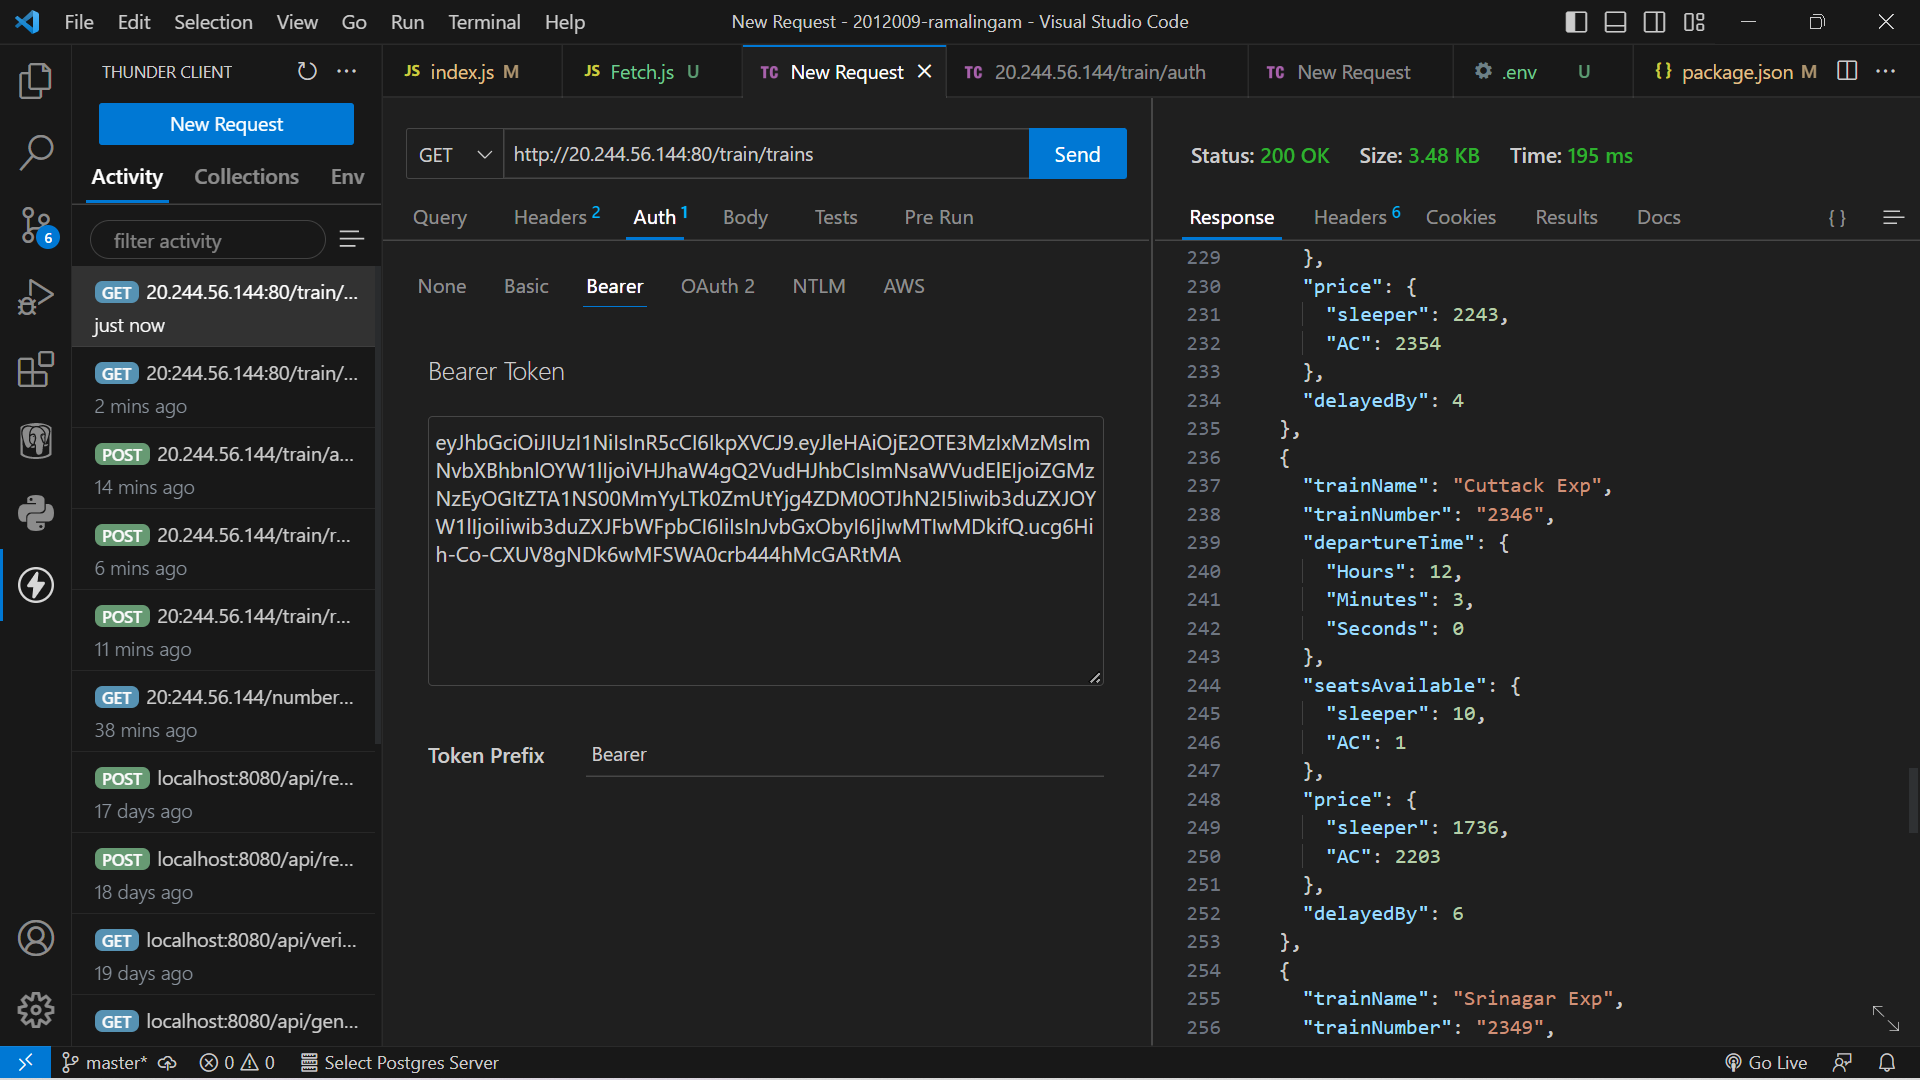 File Edit Selection View Go Run Terminal Help
New Request - 2012009-ramalingam - Visual Studio Code
THUNDER CLIENT
New Request
Activity Collections Env
filter activity
GET 20.244.56.144:80/train/...
just now
GET 20:244.56.144:80/train/...
2 mins ago
POST 20.244.56.144/train/a...
14 mins ago
POST 20.244.56.144/train/r...
6 mins ago
POST 20:244.56.144/train/r...
11 mins ago
GET 20:244.56.144/number...
38 mins ago
POST localhost:8080/api/re...
17 days ago
POST localhost:8080/api/re...
18 days ago
GET localhost:8080/api/veri...
19 days ago
GET localhost:8080/api/gen...
JS index.js M
JS Fetch.js U
TC New Request
TC 20.244.56.144/train/auth
TC New Request
.env U
{} package.json M
GET http://20.244.56.144:80/train/trains Send
Query Headers 2 Auth 1 Body Tests Pre Run
None Basic Bearer OAuth 2 NTLM AWS
Bearer Token
eyJhbGciOiJIUzI1NiIsInR5cCI6IkpXVCJ9.eyJleHAiOjE2OTE3MzIxMzMsIm
NvbXBhbnlOYW1lIjoiVHJhaW4gQ2VudHJhbCIsImNsaWVudElEIjoiZGMz
NzEyOGItZTA1NS00MmYyLTk0ZmUtYjg4ZDM0OTJhN2I5Iiwib3duZXJOY
W1lIjoiIiwib3duZXJFbWFpbCI6IiIsInJvbGxObyI6IjIwMTIwMDkifQ.ucg6Hi
h-Co-CXUV8gNDk6wMFSWA0crb444hMcGARtMA
Token Prefix Bearer
Status: 200 OK Size: 3.48 KB Time: 195 ms
Response Headers 6 Cookies Results Docs { }
229 },
230 "price": {
231 "sleeper": 2243,
232 "AC": 2354
233 },
234 "delayedBy": 4
235 },
236 {
237 "trainName": "Cuttack Exp",
238 "trainNumber": "2346",
239 "departureTime": {
240 "Hours": 12,
241 "Minutes": 3,
242 "Seconds": 0
243 },
244 "seatsAvailable": {
245 "sleeper": 10,
246 "AC": 1
247 },
248 "price": {
249 "sleeper": 1736,
250 "AC": 2203
251 },
252 "delayedBy": 6
253 },
254 {
255 "trainName": "Srinagar Exp",
256 "trainNumber": "2349",
6
master* 0 0 Select Postgres Server
Go Live